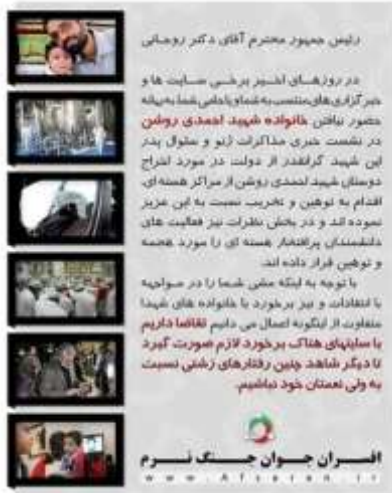 رئیس جمهور محترم آقای دکتر روحانی
در روزهای اخیر برخی سایت ها و
خبرگزاری های منتسب به شما و یا حامی شما به بهانه
حضور نیافتن خانواده شهید احمدی روشن
در نشست خبری مذاکرات ژنو و سئوال پدر
این شهید گرانقدر از دولت در مورد اخراج
دوستان شهید احمدی روشن از مراکز هسته ای،
اقدام به توهین و تخریب نسبت به این عزیز
نموده اند و در بخش نظرات نیز فعالیت های
دانشمندان پرافتخار هسته ای را مورد هجمه
و توهین قرار داده اند.
با توجه به اینکه مشی شما را در مواجهه
با انتقادات و نیز برخورد با خانواده های شهدا
متفاوت از اینگونه اعمال می دانیم تقاضا داریم
با سایتهای هتاک برخورد لازم صورت گیرد
تا دیگر شاهد چنین رفتارهای زشتی نسبت
به ولی نعمتان خود نباشیم.
افسران جوان جنگ نرم
www.Afsaran.ir